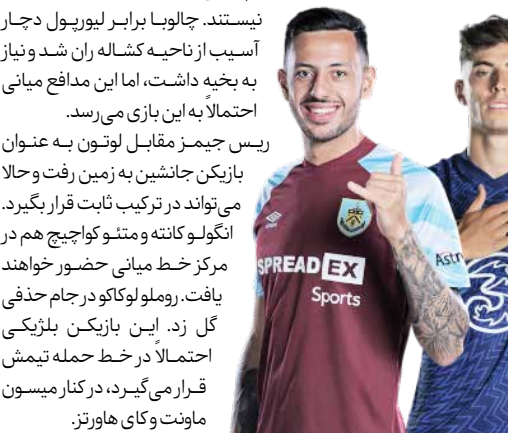 نیستند. چالوبا برابر لیورپول دچار
آسیب از ناحیه کشاله ران شد و نیاز
به بخیه داشت، اما این مدافع میانی
احتمالاً به این بازی می‌رسد.
ریس جیمز مقابل لوتون به عنوان
بازیکن جانشین به زمین رفت و حالا
می‌تواند در ترکیب ثابت قرار بگیرد.
انگولو کانته و متئو کواچیچ هم در
مرکز خط میانی حضور خواهند
یافت. روملو لوکاکو در جام حذفی
گل زد. این بازیکن بلژیکی
احتمالاً در خط حمله تیمش
قرار می‌گیرد، در کنار میسون
ماونت و کای هاورتز.
SPREAD EX
Sports
Astr
3